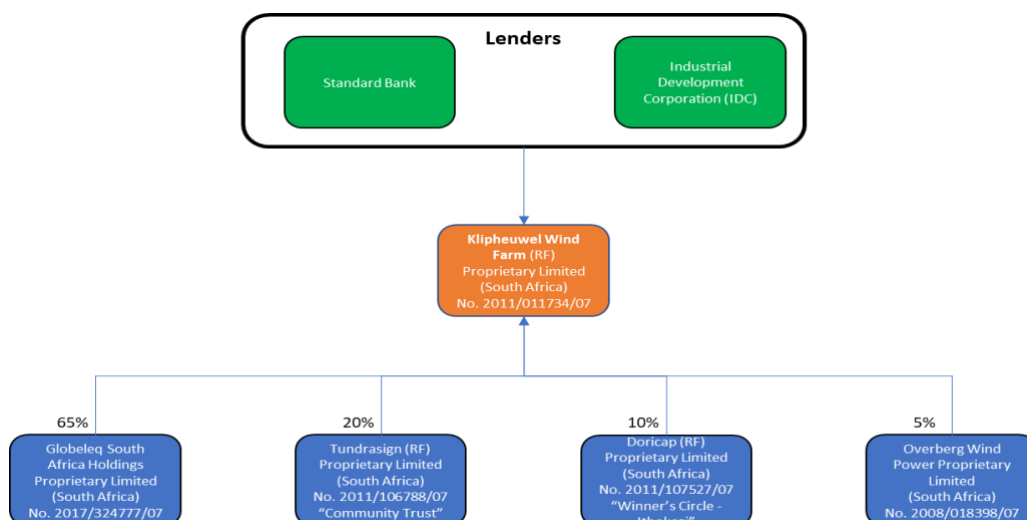 Lenders
Standard Bank
Industrial
Development
Corporation (IDC)
Klipheuwel Wind
Farm (RF)
Proprietary Limited
(South Africa)
No. 2011/011734/07
65%
20%
10%
5%
Globeleq South
Africa Holdings
Proprietary Limited
(South Africa)
No. 2017/324777/07
Tundrasign (RF)
Proprietary Limited
(South Africa)
No. 2011/106788/07
“Community Trust”
Doricap (RF)
Proprietary Limited
(South Africa)
No. 2011/107527/07
“Winner’s Circle -
Overberg Wind
Power Proprietary
Limited
(South Africa)
No. 2008/018398/07